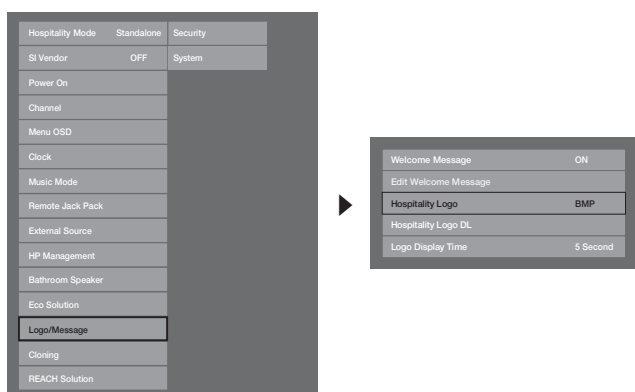 Hospitality Mode Standalone Security
SI Vendor OFF System
Power On
Channel
Menu OSD
Clock
Music Mode
Remote Jack Pack
External Source
HP Management
Bathroom Speaker
Eco Solution
Logo/Message
Cloning
REACH Solution
Welcome Message ON
Edit Welcome Message
Hospitality Logo BMP
Hospitality Logo DL
Logo Display Time 5 Second